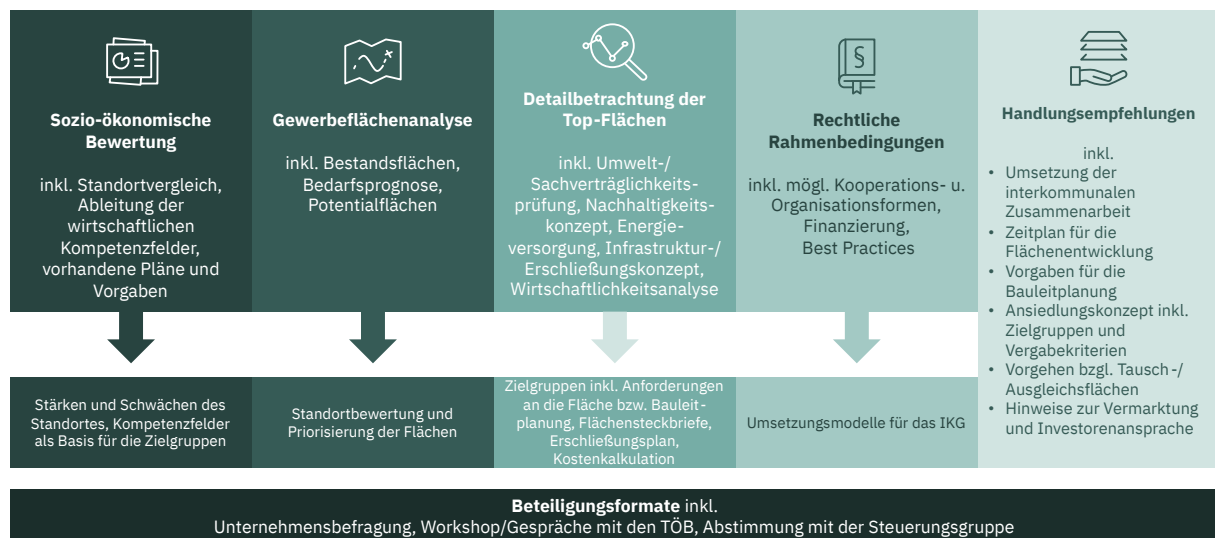 Sozio-ökonomische
Bewertung
inkl. Standortvergleich,
Ableitung der
wirtschaftlichen
Kompetenzfelder,
vorhandene Pläne und
Vorgaben
Stärken und Schwächen des
Standortes, Kompetenzfelder
als Basis für die Zielgruppen
Gewerbeflächenanalyse
inkl. Bestandsflächen,
Bedarfsprognose,
Potentialflächen
Standortbewertung und
Priorisierung der Flächen
Detailbetrachtung der
Top-Flächen
inkl. Umwelt-/
Sachverträglichkeits-
prüfung, Nachhaltigkeits-
konzept, Energie-
versorgung, Infrastruktur-/
Erschließungskonzept,
Wirtschaftlichkeitsanalyse
Zielgruppen inkl. Anforderungen
an die Fläche bzw. Bauleit-
planung, Flächensteckbriefe,
Erschließungsplan,
Kostenkalkulation
§
Rechtliche
Rahmenbedingungen
inkl. mögl. Kooperations- u.
Organisationsformen,
Finanzierung,
Best Practices
Umsetzungsmodelle für das IKG
Handlungsempfehlungen
inkl.
• Umsetzung der
interkommunalen
Zusammenarbeit
• Zeitplan für die
Flächenentwicklung
• Vorgaben für die
Bauleitplanung
• Ansiedlungskonzept inkl.
Zielgruppen und
Vergabekriterien
• Vorgehen bzgl. Tausch-/
Ausgleichsflächen
• Hinweise zur Vermarktung
und Investorenansprache
Beteiligungsformate inkl.
Unternehmensbefragung, Workshop/Gespräche mit den TÖB, Abstimmung mit der Steuerungsgruppe